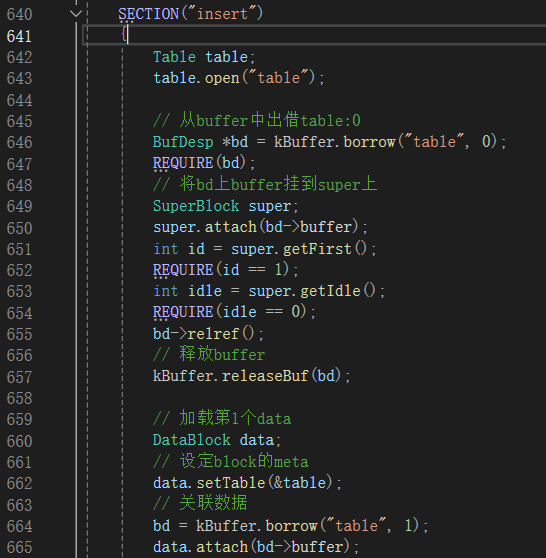 640 SECTION("insert")
641 {
642 Table table;
643 table.open("table");
644
645 // 从buffer中出借table:0
646 BufDesp *bd = kBuffer.borrow("table", 0);
647 REQUIRE(bd);
648 // 将bd上buffer挂到super上
649 SuperBlock super;
650 super.attach(bd->buffer);
651 int id = super.getFirst();
652 REQUIRE(id == 1);
653 int idle = super.getIdle();
654 REQUIRE(idle == 0);
655 bd->relref();
656 // 释放buffer
657 kBuffer.releaseBuf(bd);
658
659 // 加载第1个data
660 DataBlock data;
661 // 设定block的meta
662 data.setTable(&table);
663 // 关联数据
664 bd = kBuffer.borrow("table", 1);
665 data.attach(bd->buffer);